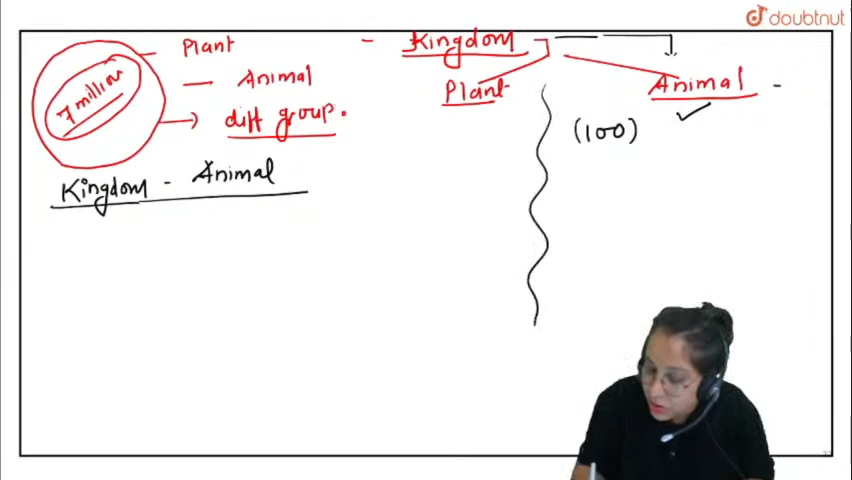 doubtnut
Plant - Kingdom
7 million - Animal Plant Animal -
→ diff group. (100)
Kingdom - Animal